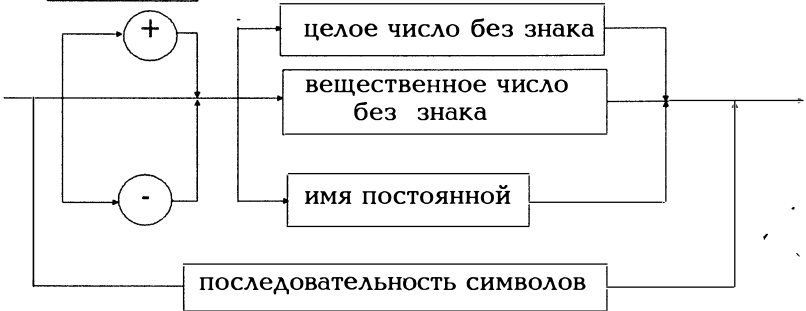 +
целое число без знака
вещественное число
без знака
-
имя постоянной
последовательность символов